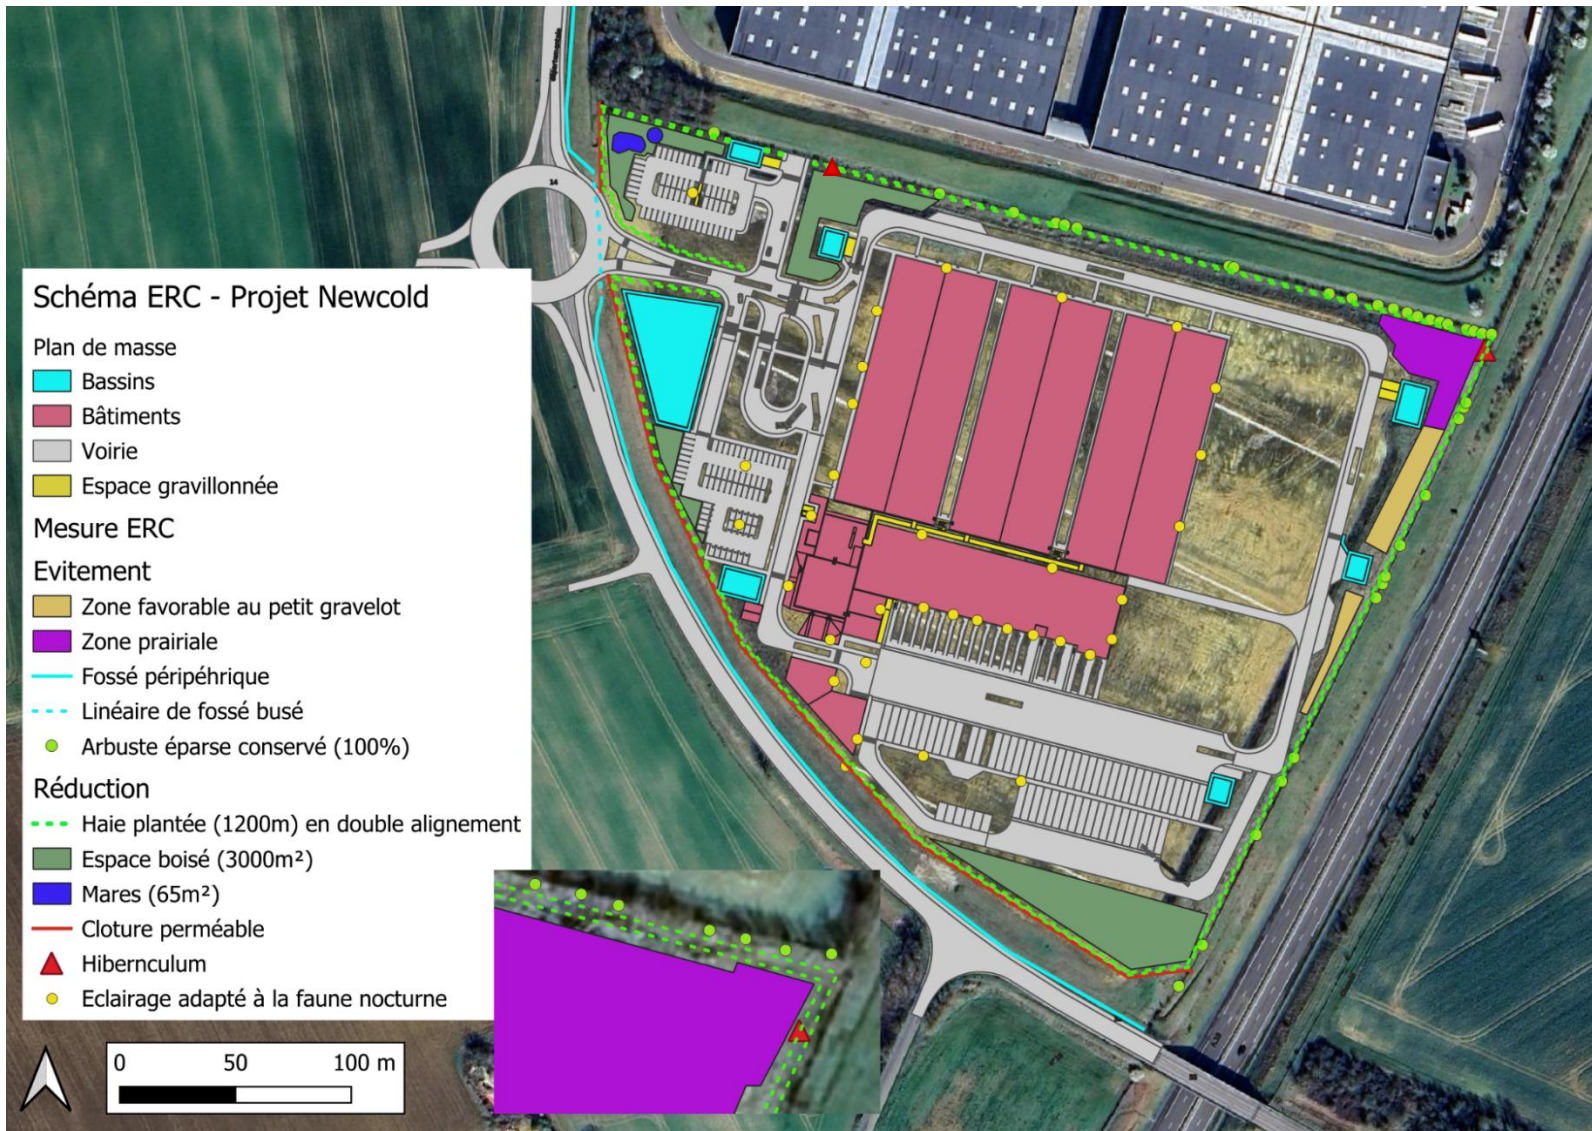 Schéma ERC - Projet Newcold
Plan de masse
Bassins
Bâtiments
Voirie
Espace gravillonnée
Mesure ERC
Evitement
Zone favorable au petit gravelot
Zone prairiale
Fossé péripéhrique
Linéaire de fossé busé
Arbuste éparse conservé (100%)
Réduction
Haie plantée (1200m) en double alignement
Espace boisé (3000m²)
Mares (65m²)
Cloture perméable
Hibernculum
Eclairage adapté à la faune nocturne
0 50 100 m
14